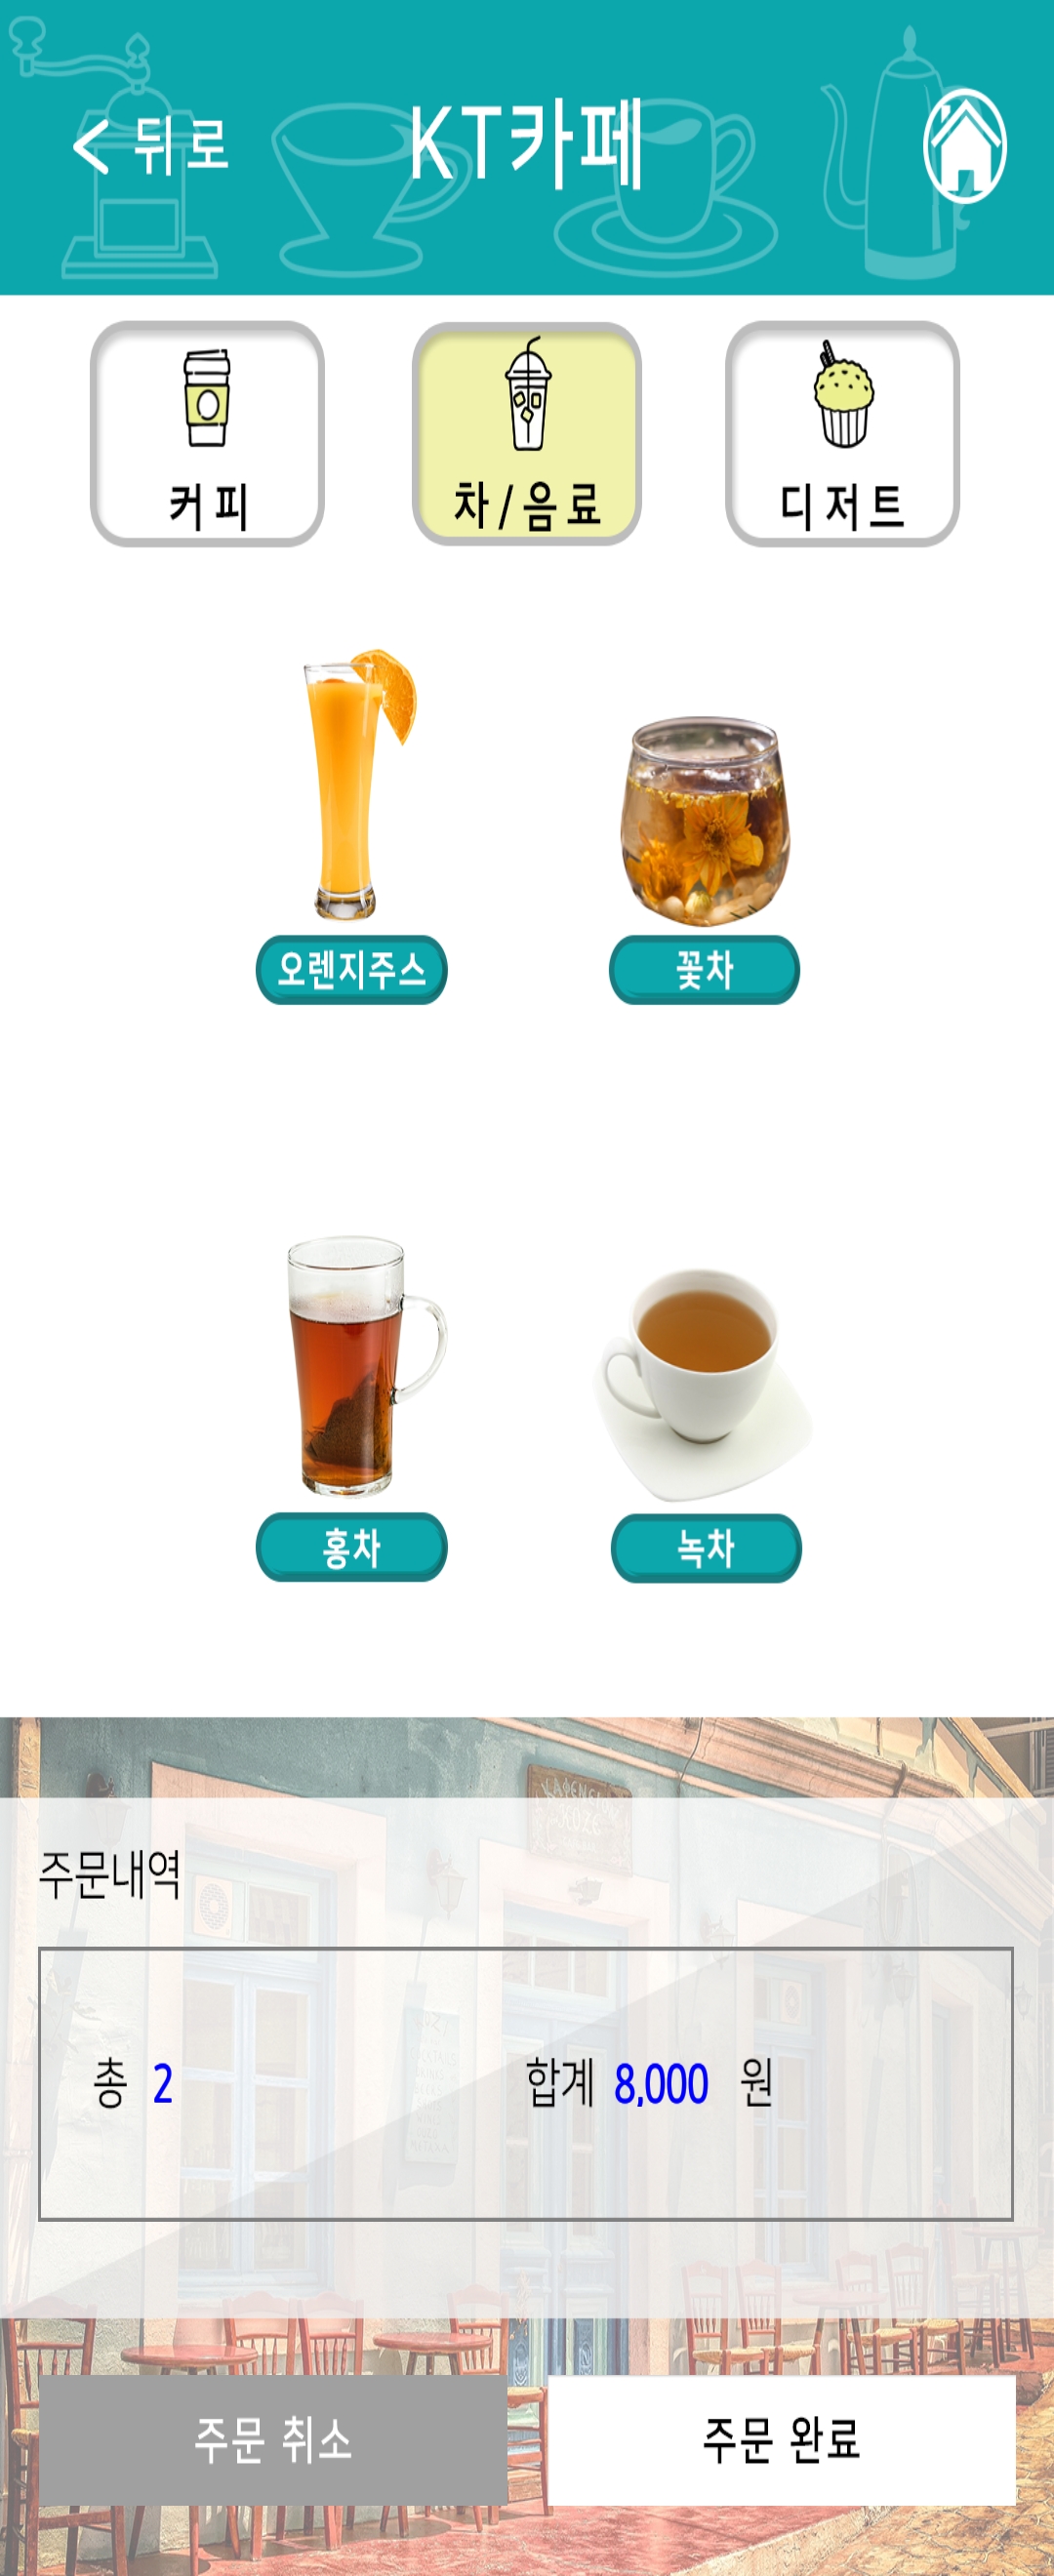 뒤로
KT카페
커피
차/음료
디저트
오렌지주스
꽃차
홍차
녹차
주문내역
총 2
합계 8,000 원
주문 취소
주문 완료